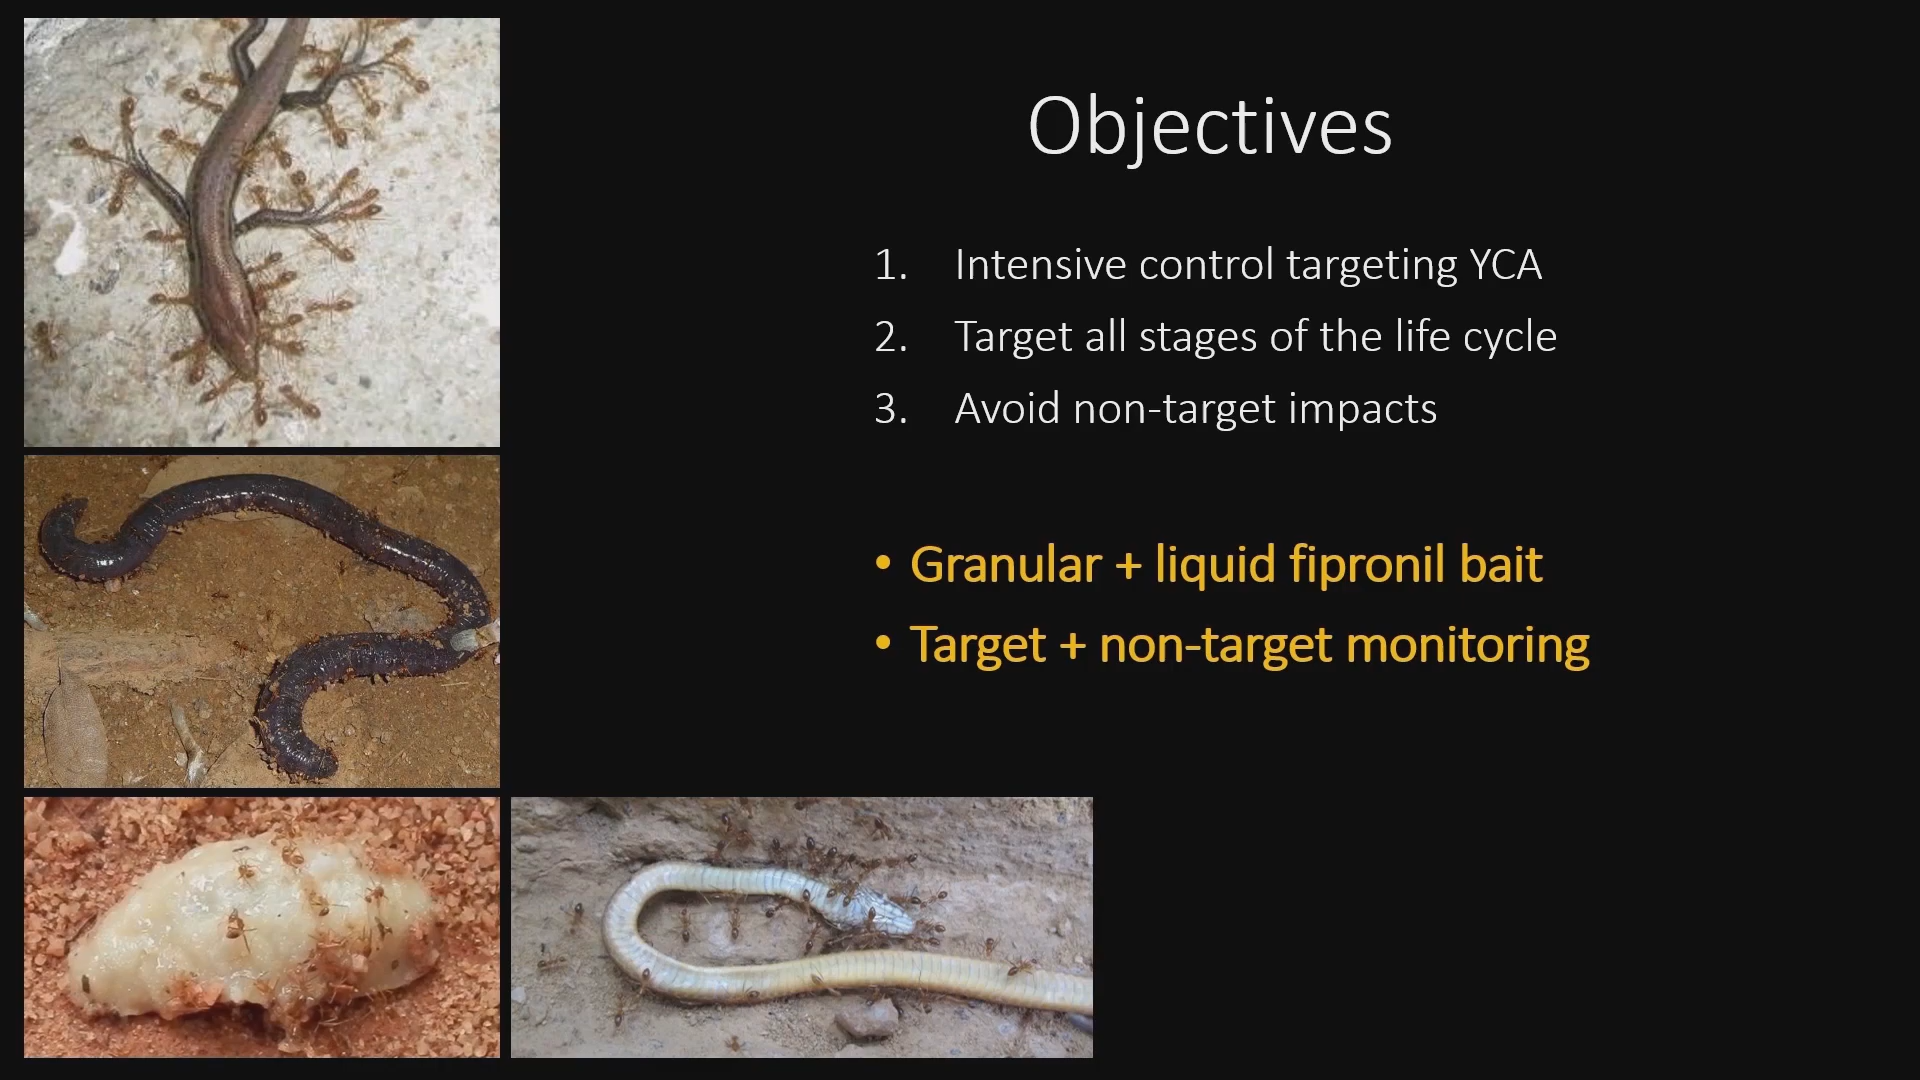 Objectives
1. Intensive control targeting YCA
2. Target all stages of the life cycle
3. Avoid non-target impacts
• Granular + liquid fipronil bait
• Target + non-target monitoring